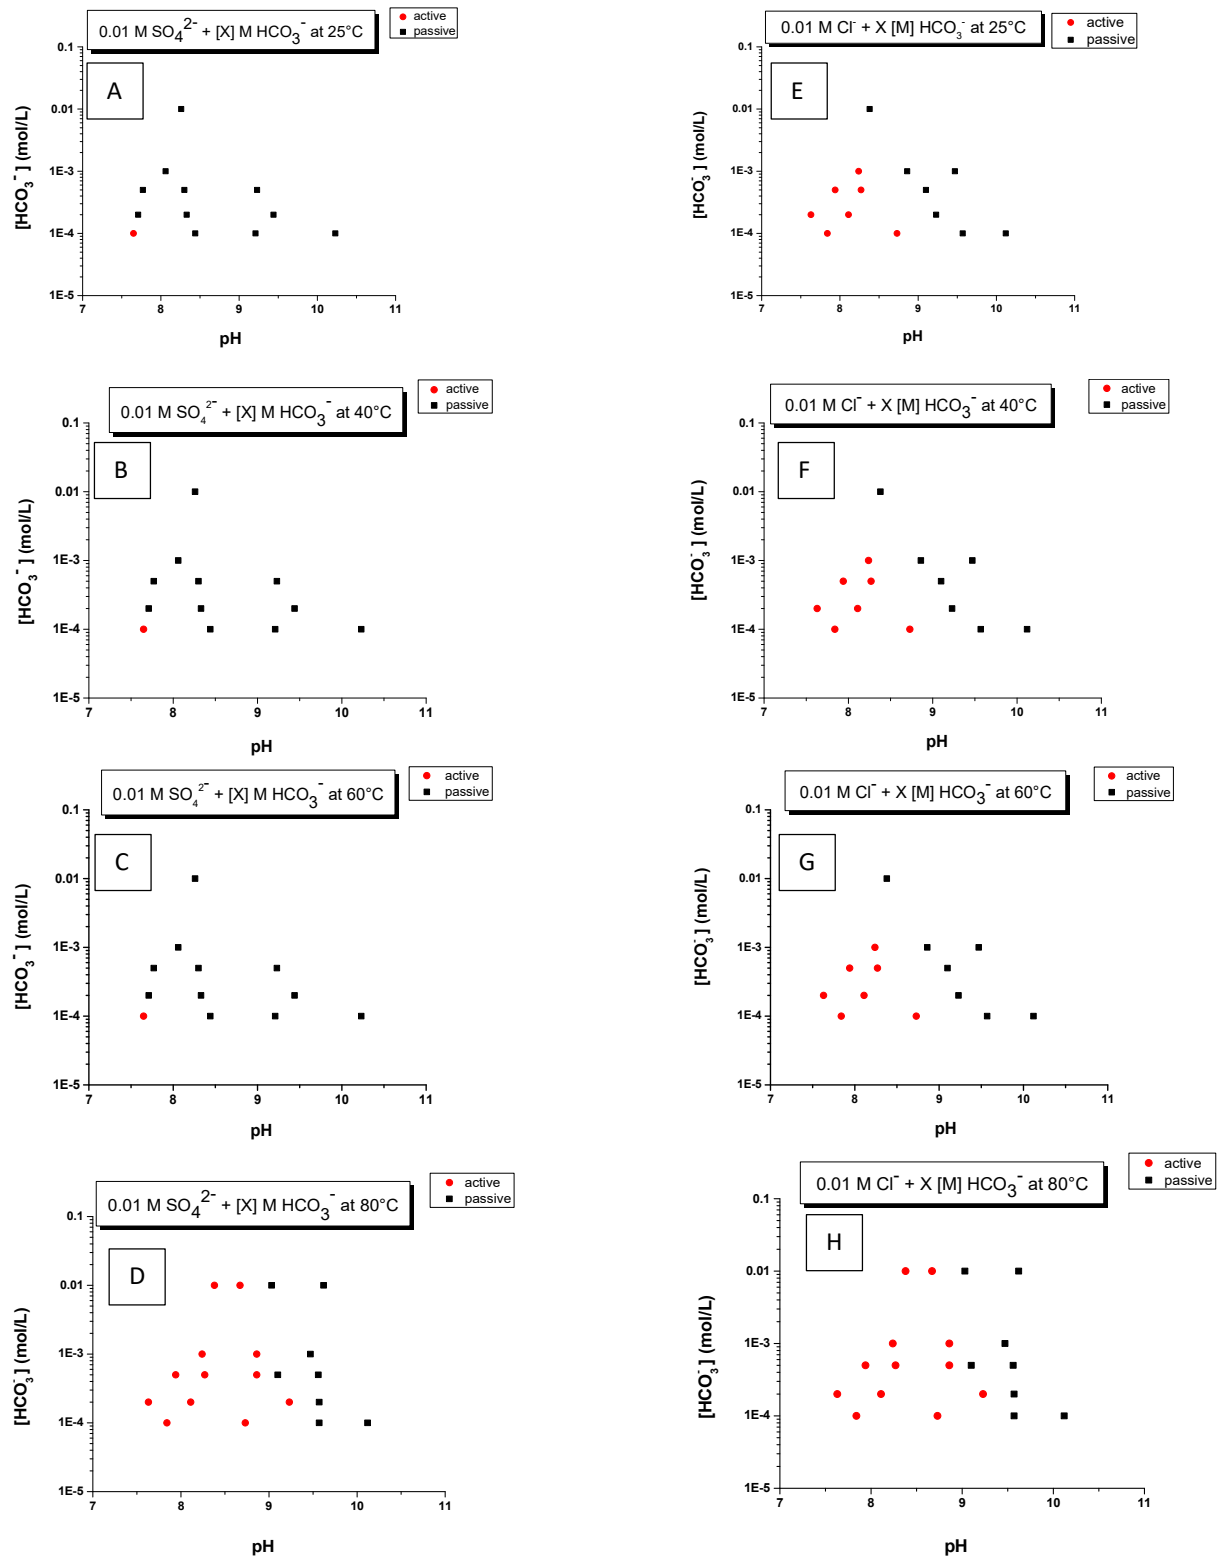 0.01 M SO₄²⁻ + [X] M HCO₃⁻ at 25°C
active
passive
A
[HCO₃⁻] (mol/L)
0.1
0.01
1E-3
1E-4
1E-5
7 8 9 10 11
pH
0.01 M Cl⁻ + X [M] HCO₃⁻ at 25°C
active
passive
E
[HCO₃⁻] (mol/L)
0.1
0.01
1E-3
1E-4
1E-5
7 8 9 10 11
pH
0.01 M SO₄²⁻ + [X] M HCO₃⁻ at 40°C
active
passive
B
[HCO₃⁻] (mol/L)
0.1
0.01
1E-3
1E-4
1E-5
7 8 9 10 11
pH
0.01 M Cl⁻ + X [M] HCO₃⁻ at 40°C
active
passive
F
[HCO₃⁻] (mol/L)
0.1
0.01
1E-3
1E-4
1E-5
7 8 9 10 11
pH
0.01 M SO₄²⁻ + [X] M HCO₃⁻ at 60°C
active
passive
C
[HCO₃⁻] (mol/L)
0.1
0.01
1E-3
1E-4
1E-5
7 8 9 10 11
pH
0.01 M Cl⁻ + X [M] HCO₃⁻ at 60°C
active
passive
G
[HCO₃⁻] (mol/L)
0.1
0.01
1E-3
1E-4
1E-5
7 8 9 10 11
pH
0.01 M SO₄²⁻ + [X] M HCO₃⁻ at 80°C
active
passive
D
[HCO₃⁻] (mol/L)
0.1
0.01
1E-3
1E-4
1E-5
7 8 9 10 11
pH
0.01 M Cl⁻ + X [M] HCO₃⁻ at 80°C
active
passive
H
[HCO₃⁻] (mol/L)
0.1
0.01
1E-3
1E-4
1E-5
7 8 9 10 11
pH